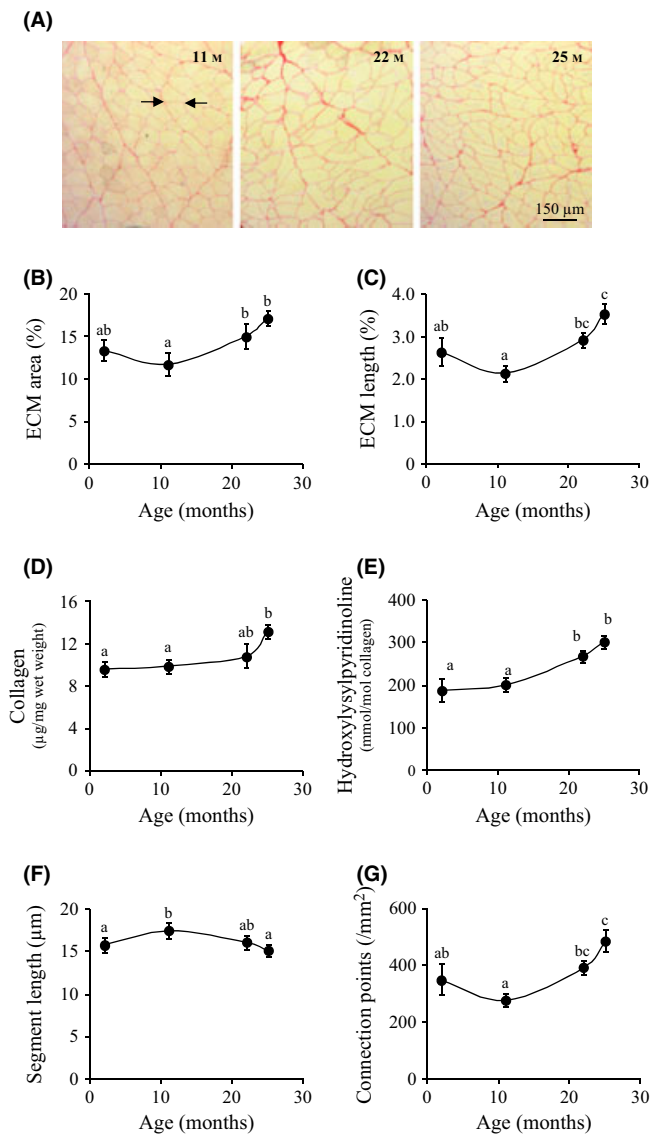 (A)
11 M
22 M
25 M
150 µm
(B)
20
15
10
5
0
ECM area (%)
ab
a
b
b
0
10
20
30
Age (months)
(C)
4.0
3.0
2.0
1.0
0
ECM length (%)
ab
a
bc
c
0
10
20
30
Age (months)
(D)
16
12
8
4
0
Collagen
(µg/mg wet weight)
a
a
ab
b
0
10
20
30
Age (months)
(E)
400
300
200
100
0
Hydroxylysylpyridinoline
(mmol/mol collagen)
a
a
b
b
0
10
20
30
Age (months)
(F)
20
15
10
5
0
Segment length (µm)
a
b
ab
a
0
10
20
30
Age (months)
(G)
600
400
200
0
Connection points (/mm²)
ab
a
bc
c
0
10
20
30
Age (months)